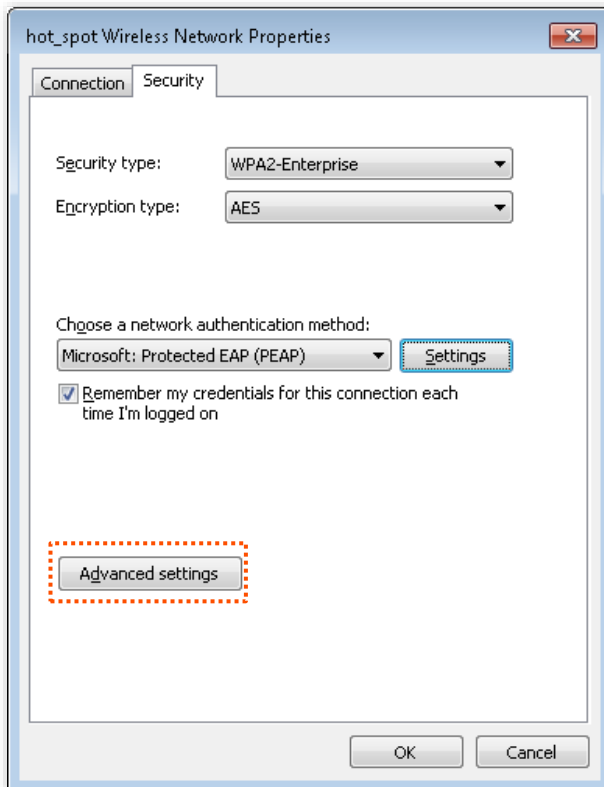 hot_spot Wireless Network Properties
Connection
Security
Security type:
WPA2-Enterprise
Encryption type:
AES
Choose a network authentication method:
Microsoft: Protected EAP (PEAP)
Settings
Remember my credentials for this connection each
time I'm logged on
Advanced settings
OK
Cancel